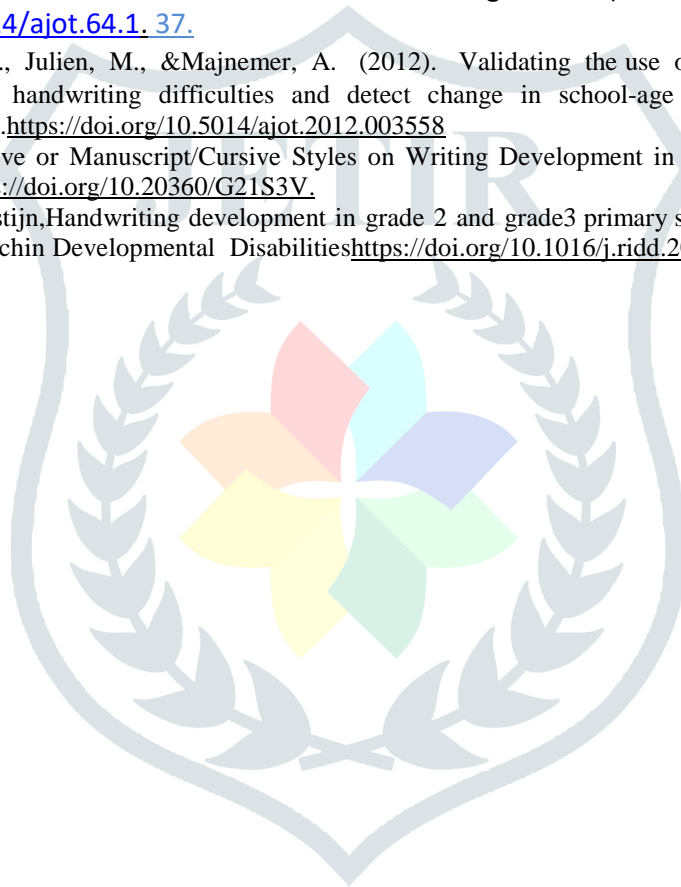 4/ajot.64.1. 37.
., Julien, M., &Majnemer, A. (2012). Validating the use o
handwriting difficulties and detect change in school-age
.https://doi.org/10.5014/ajot.2012.003558
ve or Manuscript/Cursive Styles on Writing Development in
s://doi.org/10.20360/G21S3V.
stijn,Handwriting development in grade 2 and grade3 primary s
chin Developmental Disabilitieshttps://doi.org/10.1016/j.ridd.2
JETIR